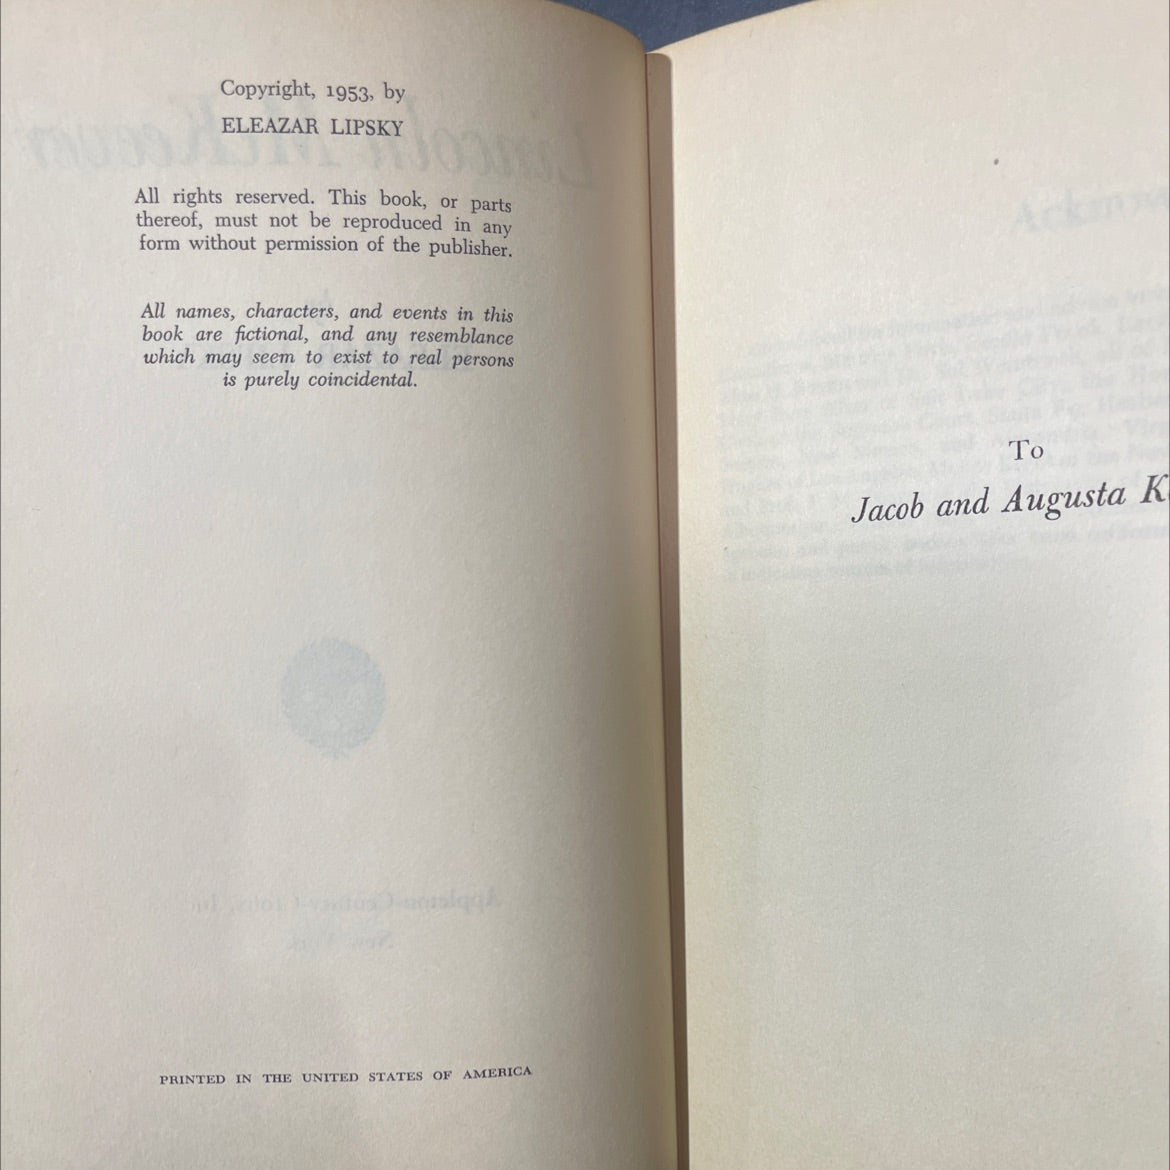 Copyright, 1953, by
ELEAZAR LIPSKY
All rights reserved. This book, or parts
thereof, must not be reproduced in any
form without permission of the publisher.
All names, characters, and events in this
book are fictional, and any resemblance
which may seem to exist to real persons
is purely coincidental.
PRINTED IN THE UNITED STATES OF AMERICA
To
Jacob and Augusta